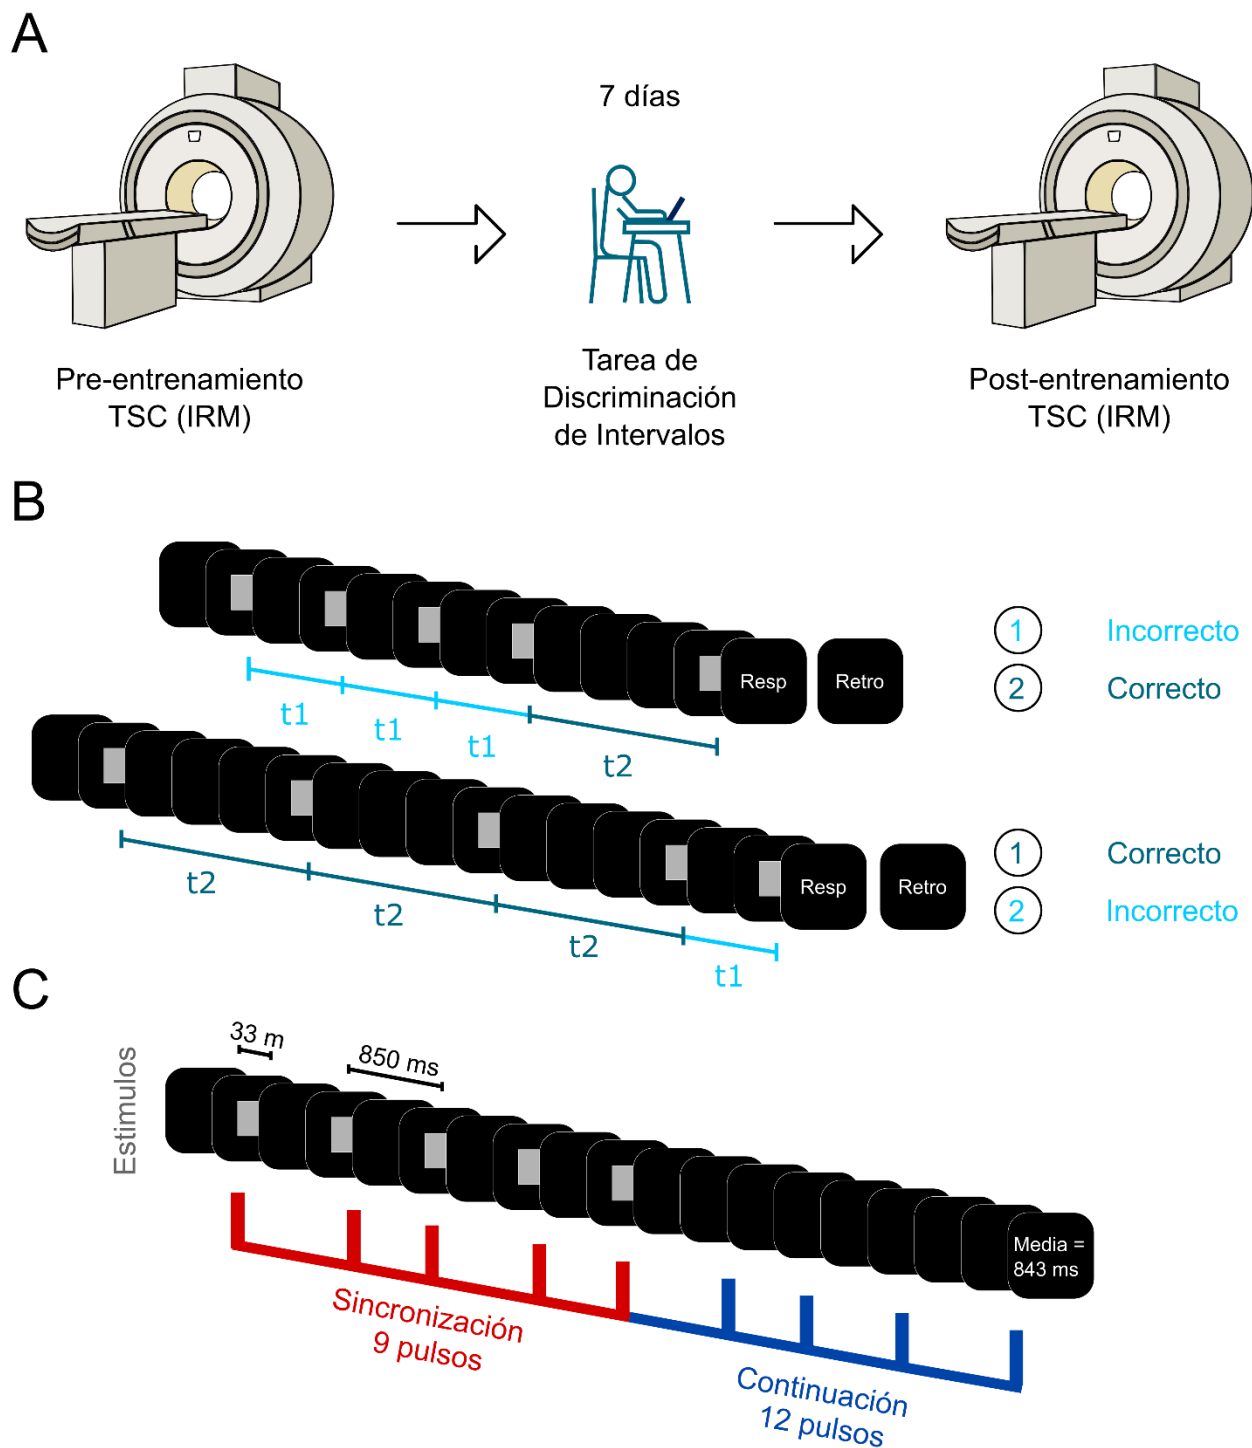 A
7 días
Pre-entrenamiento
TSC (IRM)
Tarea de
Discriminación
de Intervalos
Post-entrenamiento
TSC (IRM)
B
Resp
Retro
1 Incorrecto
2 Correcto
t1
t1
t1
t2
Resp
Retro
1 Correcto
2 Incorrecto
t2
t2
t2
t1
C
Estimulos
33 m
850 ms
Media =
843 ms
Sincronización
9 pulsos
Continuación
12 pulsos